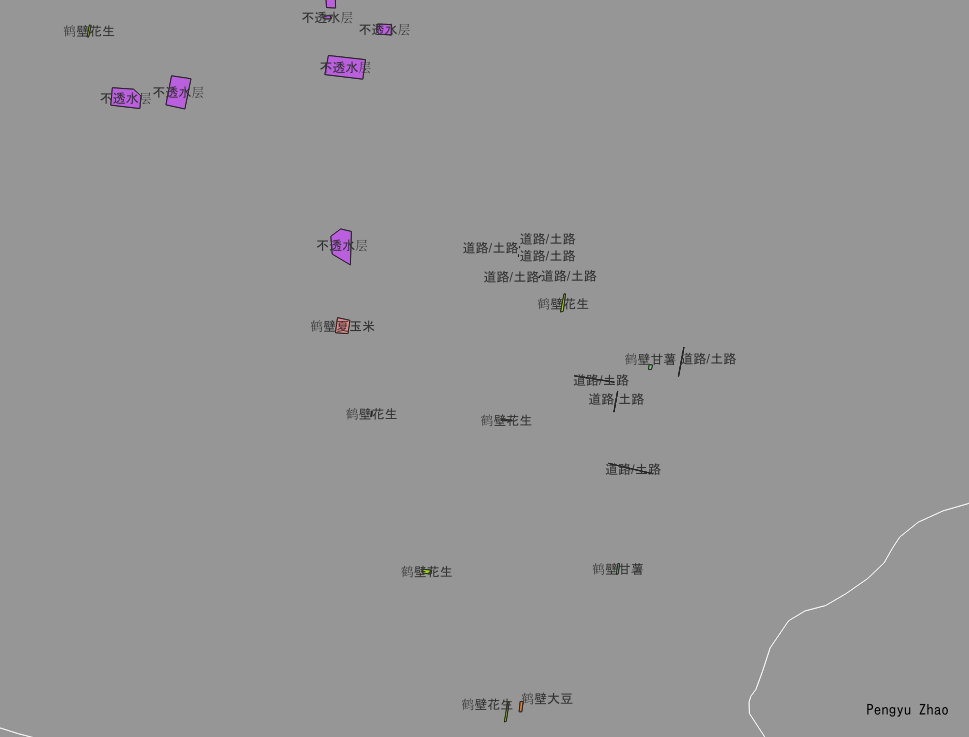 不透水层
不透水层
鹤壁花生
不透水层
不透水层
不透水层
道路/土路
不透水层
道路/土路
道路/土路
道路/土路
道路/土路
鹤壁花生
鹤壁夏玉米
鹤壁甘薯
道路/土路
道路/土路
道路/土路
鹤壁花生
鹤壁花生
道路/土路
鹤壁花生
鹤壁甘薯
鹤壁大豆
鹤壁花生
Pengyu Zhao